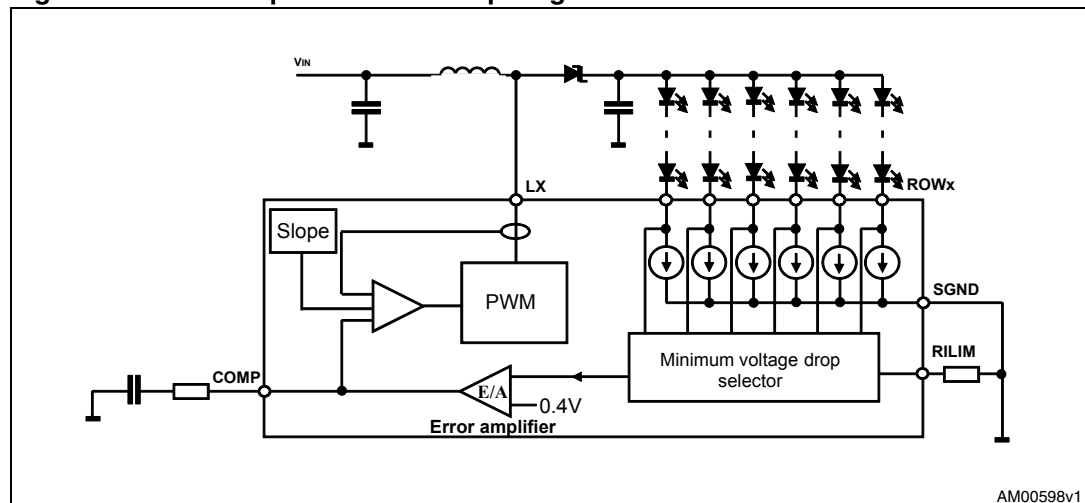 VIN
LX
ROWx
Slope
PWM
SGND
Minimum voltage drop
selector
RILIM
COMP
E/A
0.4V
Error amplifier
AM00598v1